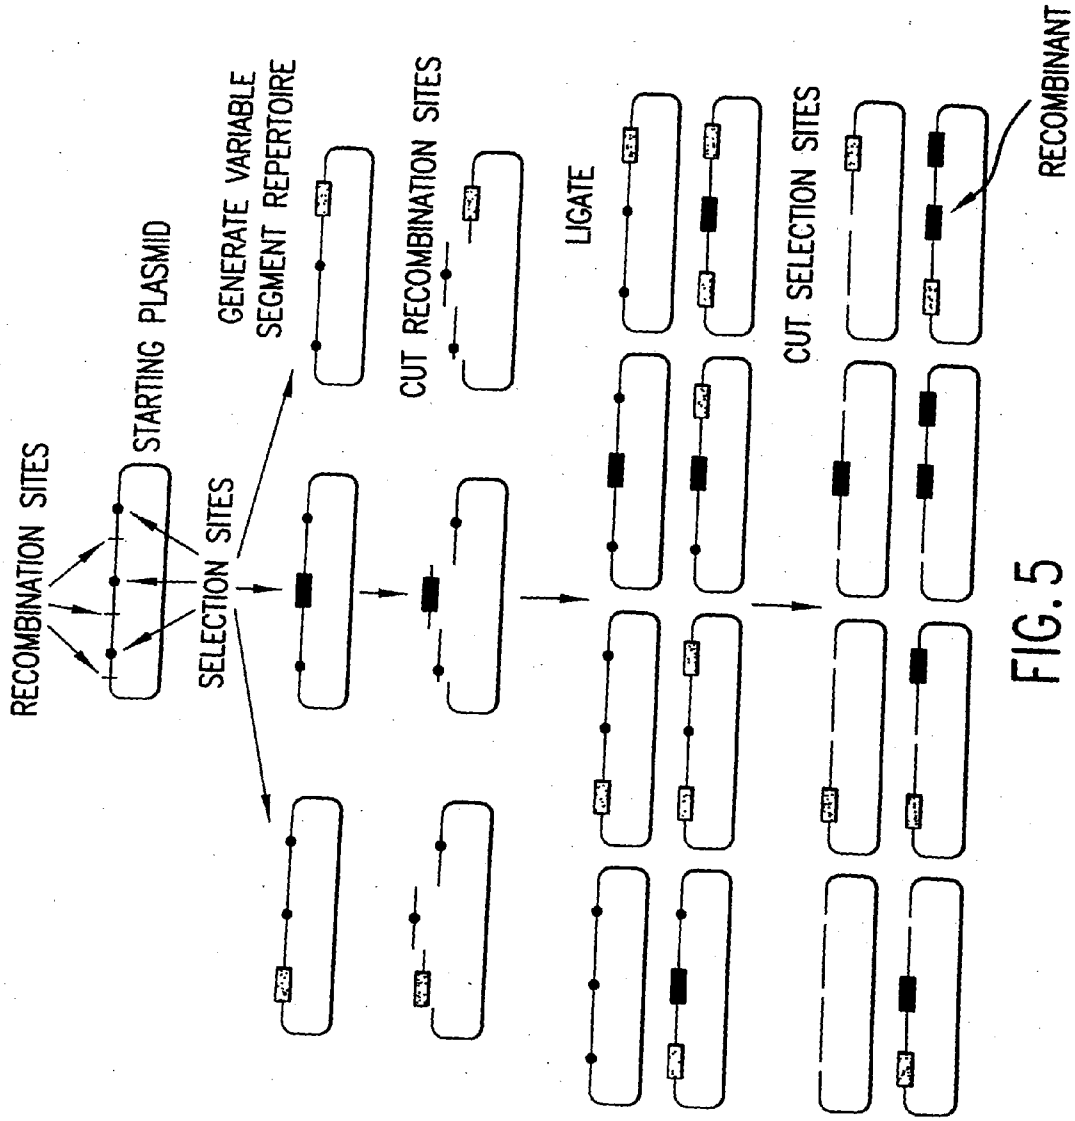 RECOMBINATION SITES
STARTING PLASMID
SELECTION SITES
GENERATE VARIABLE
SEGMENT REPERTOIRE
CUT RECOMBINATION SITES
LIGATE
CUT SELECTION SITES
RECOMBINANT
FIG. 5